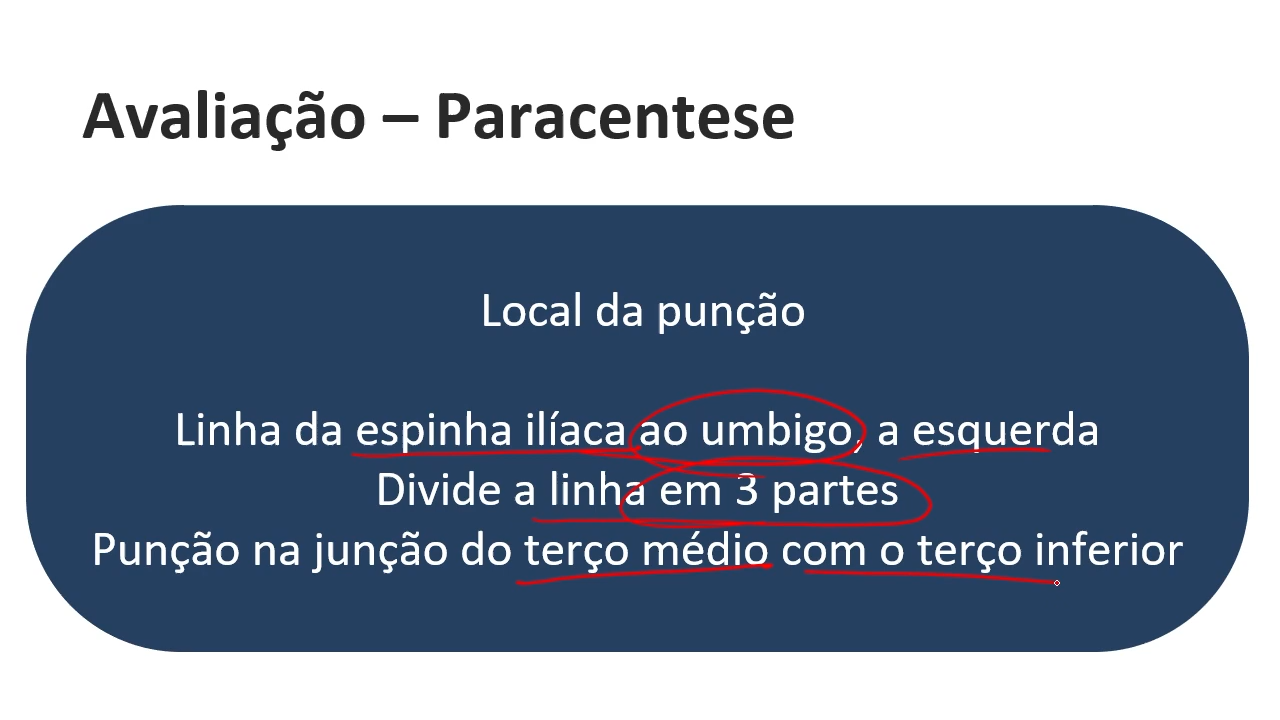 Avaliação – Paracentese
Local da punção
Linha da espinha ilíaca ao umbigo, a esquerda
Divide a linha em 3 partes
Punção na junção do terço médio com o terço inferior